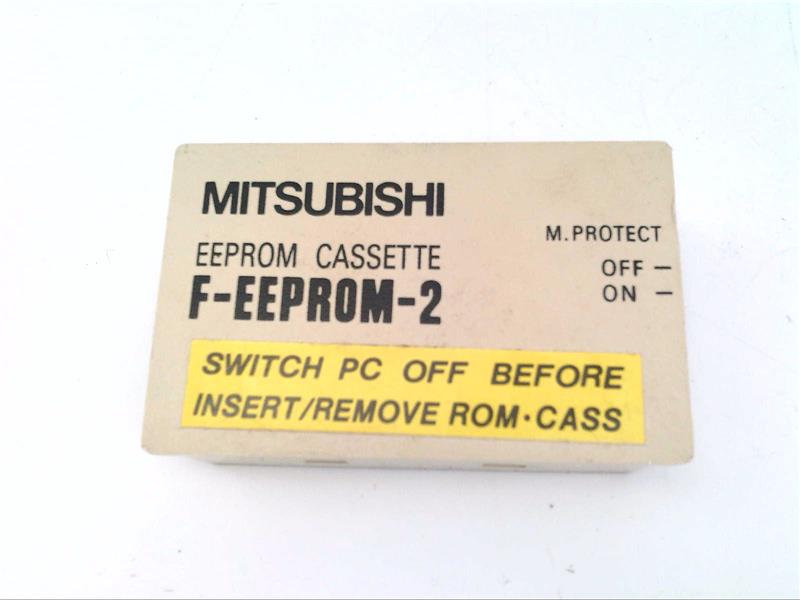 MITSUBISHI
EEPROM CASSETTE
F-EEPROM-2
M.PROTECT
OFF –
ON –
SWITCH PC OFF BEFORE
INSERT/REMOVE ROM·CASS